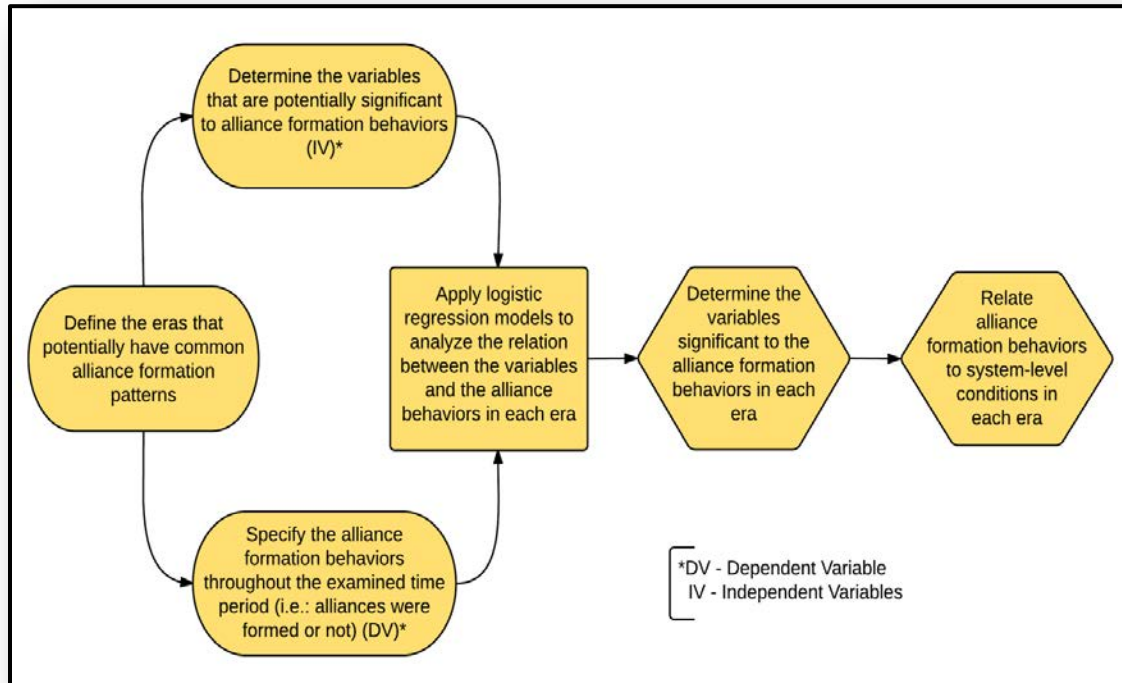 Determine the variables
that are potentially significant
to alliance formation behaviors
(IV)*
Define the eras that
potentially have common
alliance formation
patterns
Specify the alliance
formation behaviors
throughout the examined time
period (i.e.: alliances were
formed or not) (DV)*
Apply logistic
regression models to
analyze the relation
between the variables
and the alliance
behaviors in each era
Determine the
variables
significant to the
alliance formation
behaviors in each
era
Relate
alliance
formation behaviors
to system-level
conditions in
each era
*DV - Dependent Variable
IV - Independent Variables